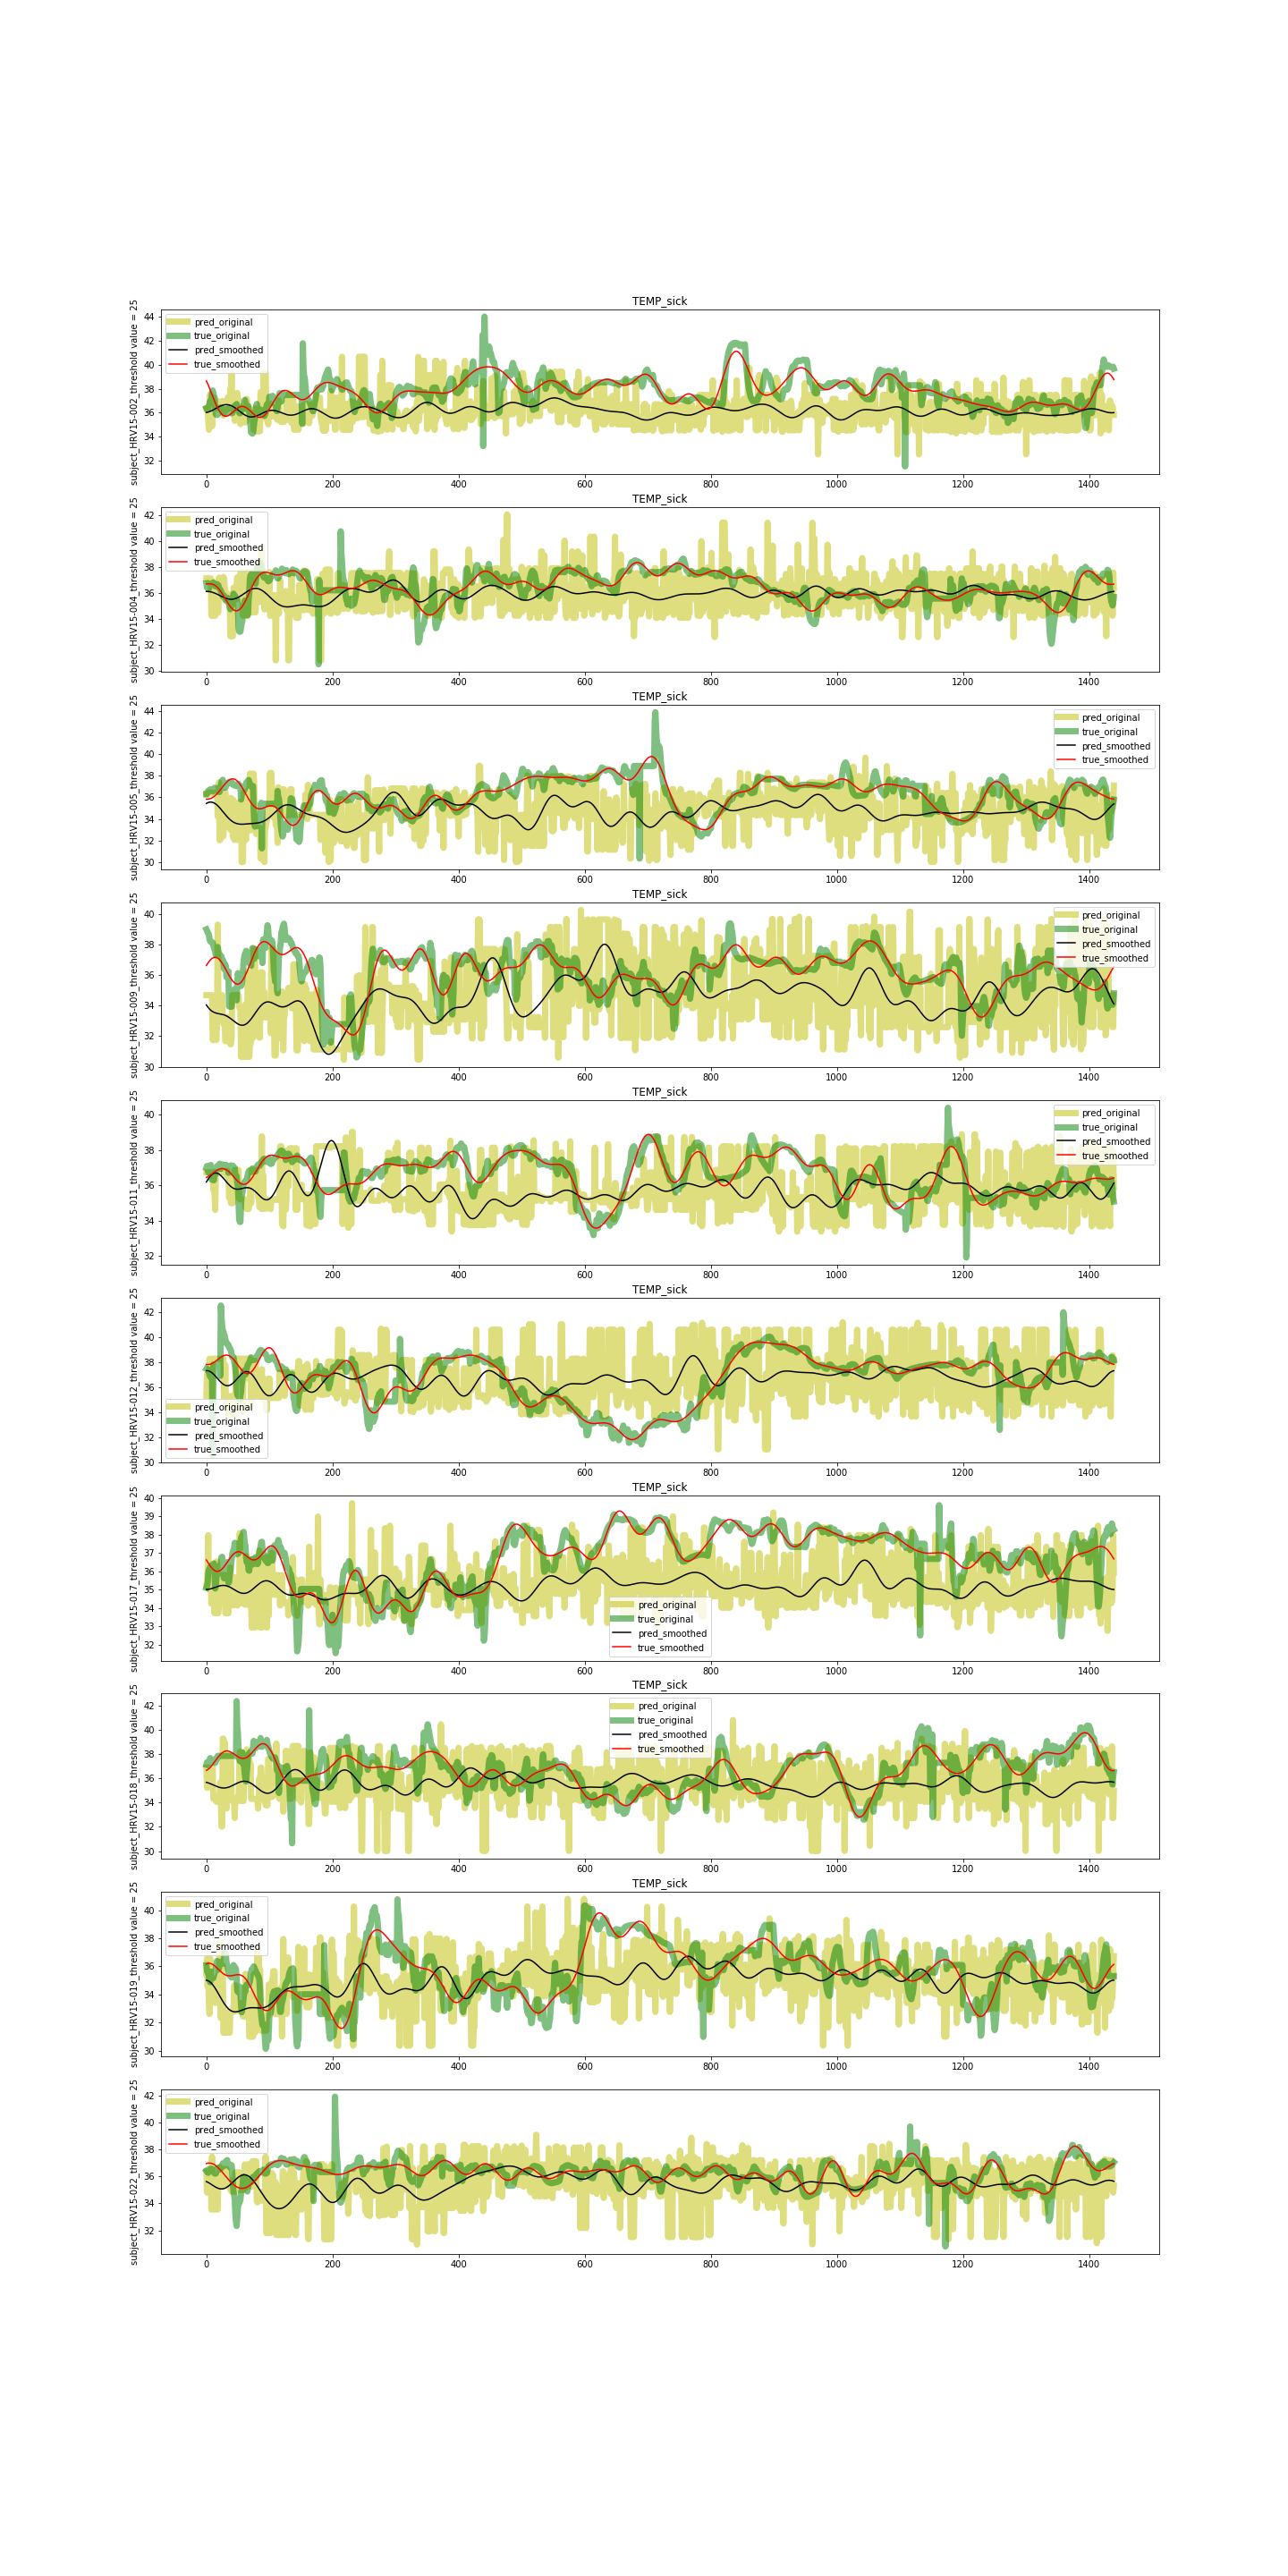 TEMP_sick
subject_HRV15-002_threshold value = 25
44
42
40
38
36
34
32
pred_original
true_original
pred_smoothed
true_smoothed
0 200 400 600 800 1000 1200 1400
TEMP_sick
subject_HRV15-004_threshold value = 25
42
40
38
36
34
32
30
pred_original
true_original
pred_smoothed
true_smoothed
0 200 400 600 800 1000 1200 1400
TEMP_sick
subject_HRV15-005_threshold value = 25
44
42
40
38
36
34
32
30
pred_original
true_original
pred_smoothed
true_smoothed
0 200 400 600 800 1000 1200 1400
TEMP_sick
subject_HRV15-009_threshold value = 25
40
38
36
34
32
30
pred_original
true_original
pred_smoothed
true_smoothed
0 200 400 600 800 1000 1200 1400
TEMP_sick
subject_HRV15-011_threshold value = 25
40
38
36
34
32
pred_original
true_original
pred_smoothed
true_smoothed
0 200 400 600 800 1000 1200 1400
TEMP_sick
subject_HRV15-012_threshold value = 25
42
40
38
36
34
32
30
pred_original
true_original
pred_smoothed
true_smoothed
0 200 400 600 800 1000 1200 1400
TEMP_sick
subject_HRV15-017_threshold value = 25
40
39
38
37
36
35
34
33
32
pred_original
true_original
pred_smoothed
true_smoothed
0 200 400 600 800 1000 1200 1400
TEMP_sick
subject_HRV15-018_threshold value = 25
42
40
38
36
34
32
30
pred_original
true_original
pred_smoothed
true_smoothed
0 200 400 600 800 1000 1200 1400
TEMP_sick
subject_HRV15-019_threshold value = 25
40
38
36
34
32
30
pred_original
true_original
pred_smoothed
true_smoothed
0 200 400 600 800 1000 1200 1400
TEMP_sick
subject_HRV15-022_threshold value = 25
42
40
38
36
34
32
pred_original
true_original
pred_smoothed
true_smoothed
0 200 400 600 800 1000 1200 1400